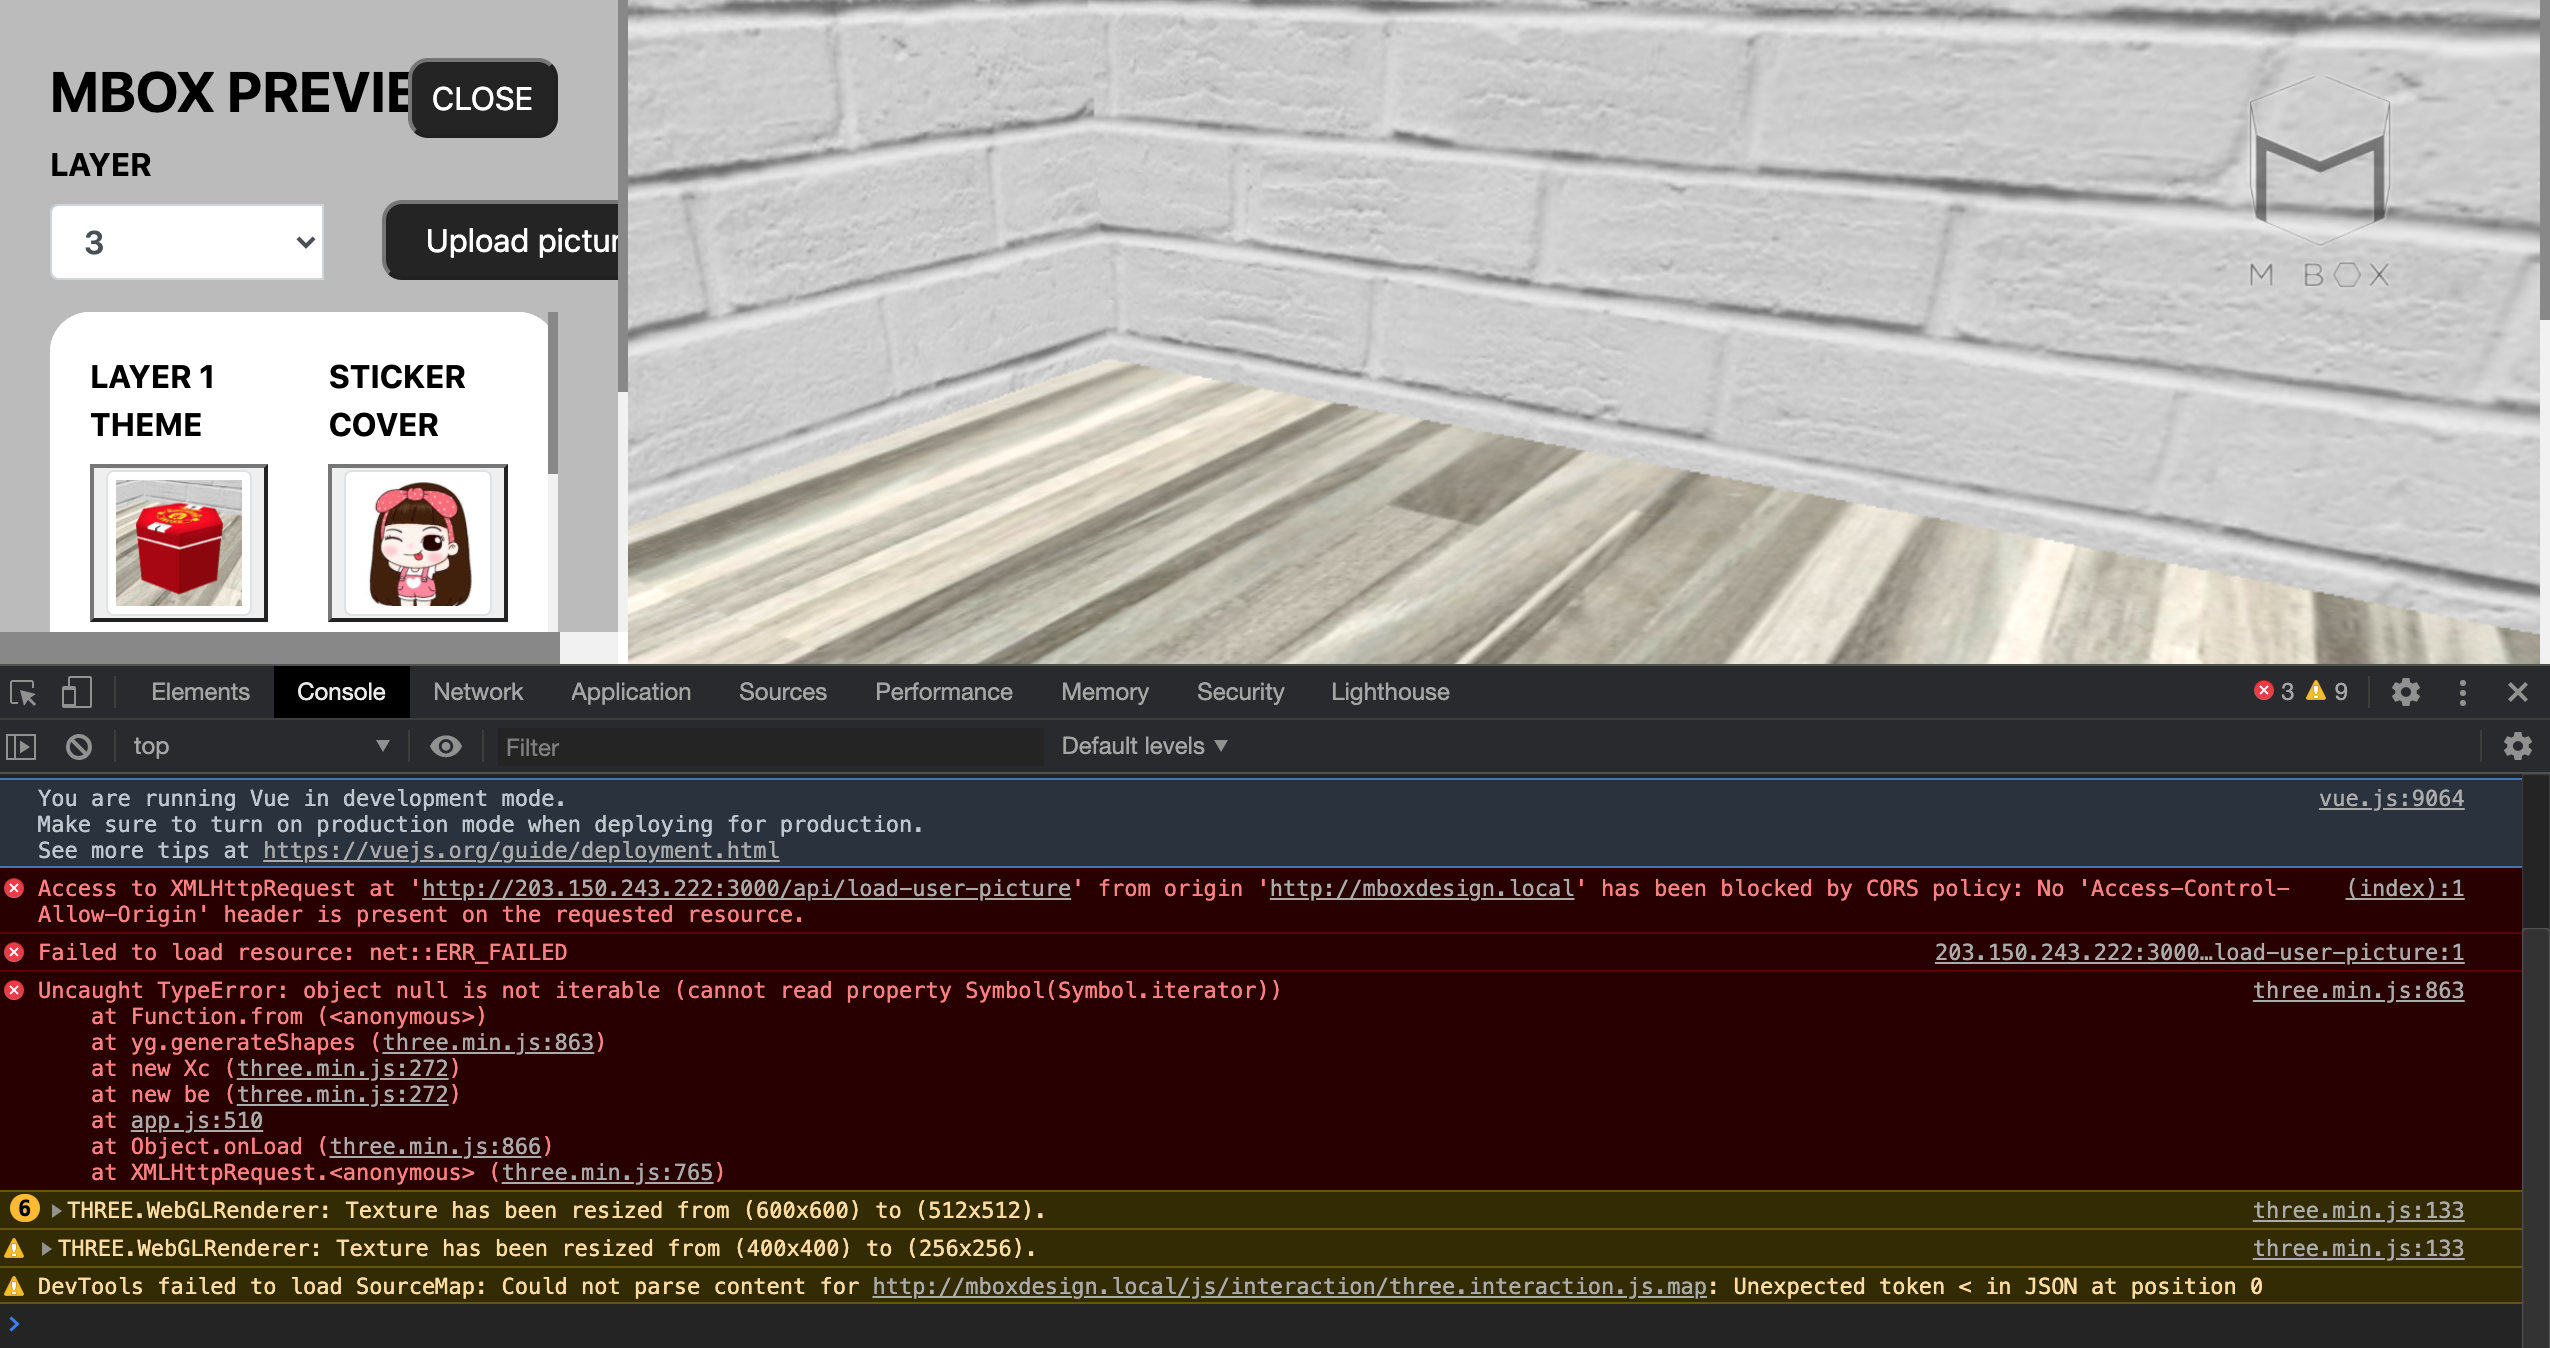 MBOX PREVIE
CLOSE
LAYER
3
Upload pictur
LAYER 1
THEME
STICKER
COVER
M BOX
Elements
Console
Network
Application
Sources
Performance
Memory
Security
Lighthouse
3
9
top
Filter
Default levels
You are running Vue in development mode.
vue.js:9064
Make sure to turn on production mode when deploying for production.
See more tips at https://vuejs.org/guide/deployment.html
Access to XMLHttpRequest at 'http://203.150.243.222:3000/api/load-user-picture' from origin 'http://mboxdesign.local' has been blocked by CORS policy: No 'Access-Control-
(index):1
Allow-Origin' header is present on the requested resource.
Failed to load resource: net::ERR_FAILED
203.150.243.222:3000…load-user-picture:1
Uncaught TypeError: object null is not iterable (cannot read property Symbol(Symbol.iterator))
three.min.js:863
at Function.from (<anonymous>)
at yg.generateShapes (three.min.js:863)
at new Xc (three.min.js:272)
at new be (three.min.js:272)
at app.js:510
at Object.onLoad (three.min.js:866)
at XMLHttpRequest.<anonymous> (three.min.js:765)
6
THREE.WebGLRenderer: Texture has been resized from (600x600) to (512x512).
three.min.js:133
THREE.WebGLRenderer: Texture has been resized from (400x400) to (256x256).
three.min.js:133
DevTools failed to load SourceMap: Could not parse content for http://mboxdesign.local/js/interaction/three.interaction.js.map: Unexpected token < in JSON at position 0